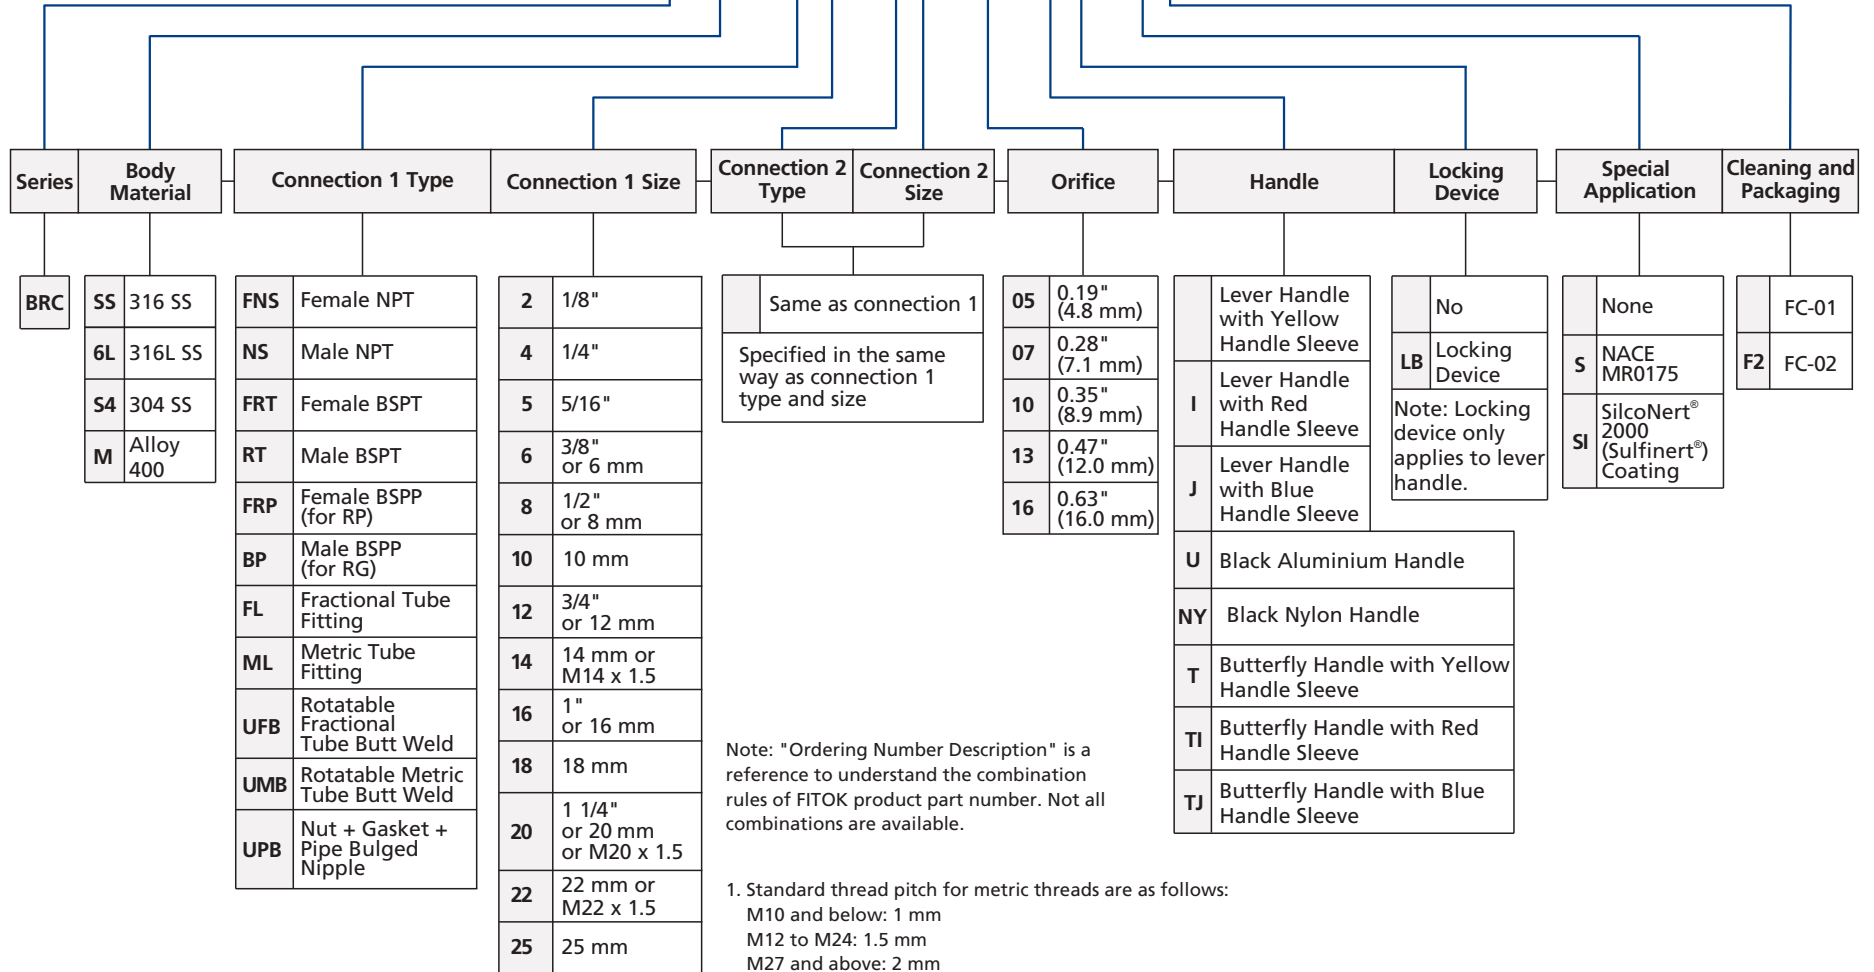 Series
Body
Material
Connection 1 Type
Connection 1 Size
Connection 2
Type
Connection 2
Size
Orifice
Handle
Locking
Device
Special
Application
Cleaning and
Packaging
BRC
SS 316 SS
6L 316L SS
S4 304 SS
M Alloy
400
FNS Female NPT
NS Male NPT
FRT Female BSPT
RT Male BSPT
FRP Female BSPP
(for RP)
BP Male BSPP
(for RG)
FL Fractional Tube
Fitting
ML Metric Tube
Fitting
UFB Rotatable
Fractional
Tube Butt Weld
UMB Rotatable Metric
Tube Butt Weld
UPB Nut + Gasket +
Pipe Bulged
Nipple
2 1/8"
4 1/4"
5 5/16"
6 3/8"
or 6 mm
8 1/2"
or 8 mm
10 10 mm
12 3/4"
or 12 mm
14 14 mm or
M14 x 1.5
16 1"
or 16 mm
18 18 mm
20 1 1/4"
or 20 mm
or M20 x 1.5
22 22 mm or
M22 x 1.5
25 25 mm
Same as connection 1
Specified in the same
way as connection 1
type and size
05 0.19"
(4.8 mm)
07 0.28"
(7.1 mm)
10 0.35"
(8.9 mm)
13 0.47"
(12.0 mm)
16 0.63"
(16.0 mm)
Lever Handle
with Yellow
Handle Sleeve
I Lever Handle
with Red
Handle Sleeve
J Lever Handle
with Blue
Handle Sleeve
U Black Aluminium Handle
NY Black Nylon Handle
T Butterfly Handle with Yellow
Handle Sleeve
TI Butterfly Handle with Red
Handle Sleeve
TJ Butterfly Handle with Blue
Handle Sleeve
No
LB Locking
Device
Note: Locking
device only
applies to lever
handle.
None
S NACE
MR0175
SI SilcoNert®
2000
(Sulfinert®)
Coating
FC-01
F2 FC-02
Note: "Ordering Number Description" is a
reference to understand the combination
rules of FITOK product part number. Not all
combinations are available.
1. Standard thread pitch for metric threads are as follows:
M10 and below: 1 mm
M12 to M24: 1.5 mm
M27 and above: 2 mm